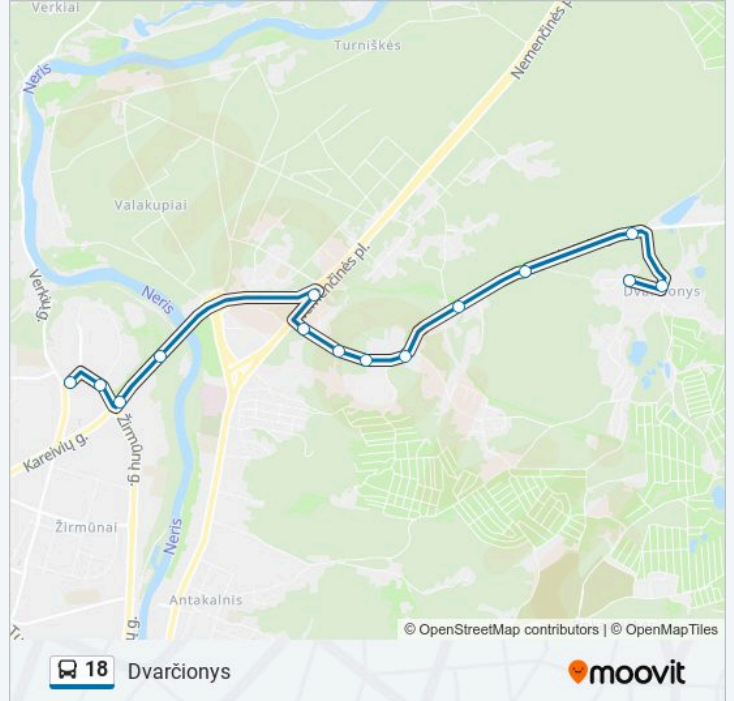 Verkiai
Turniškės
Nemenčinės p
Neris
Valakupiai
Nemenčinės pl.
Verkių g.
Neris
Dvarčionys
Žirmūnų g.
Kareivių g.
Žirmūnai
Neris
Antakalnis
ų g.
© OpenStreetMap contributors | © OpenMapTiles
18 Dvarčionys
moovit